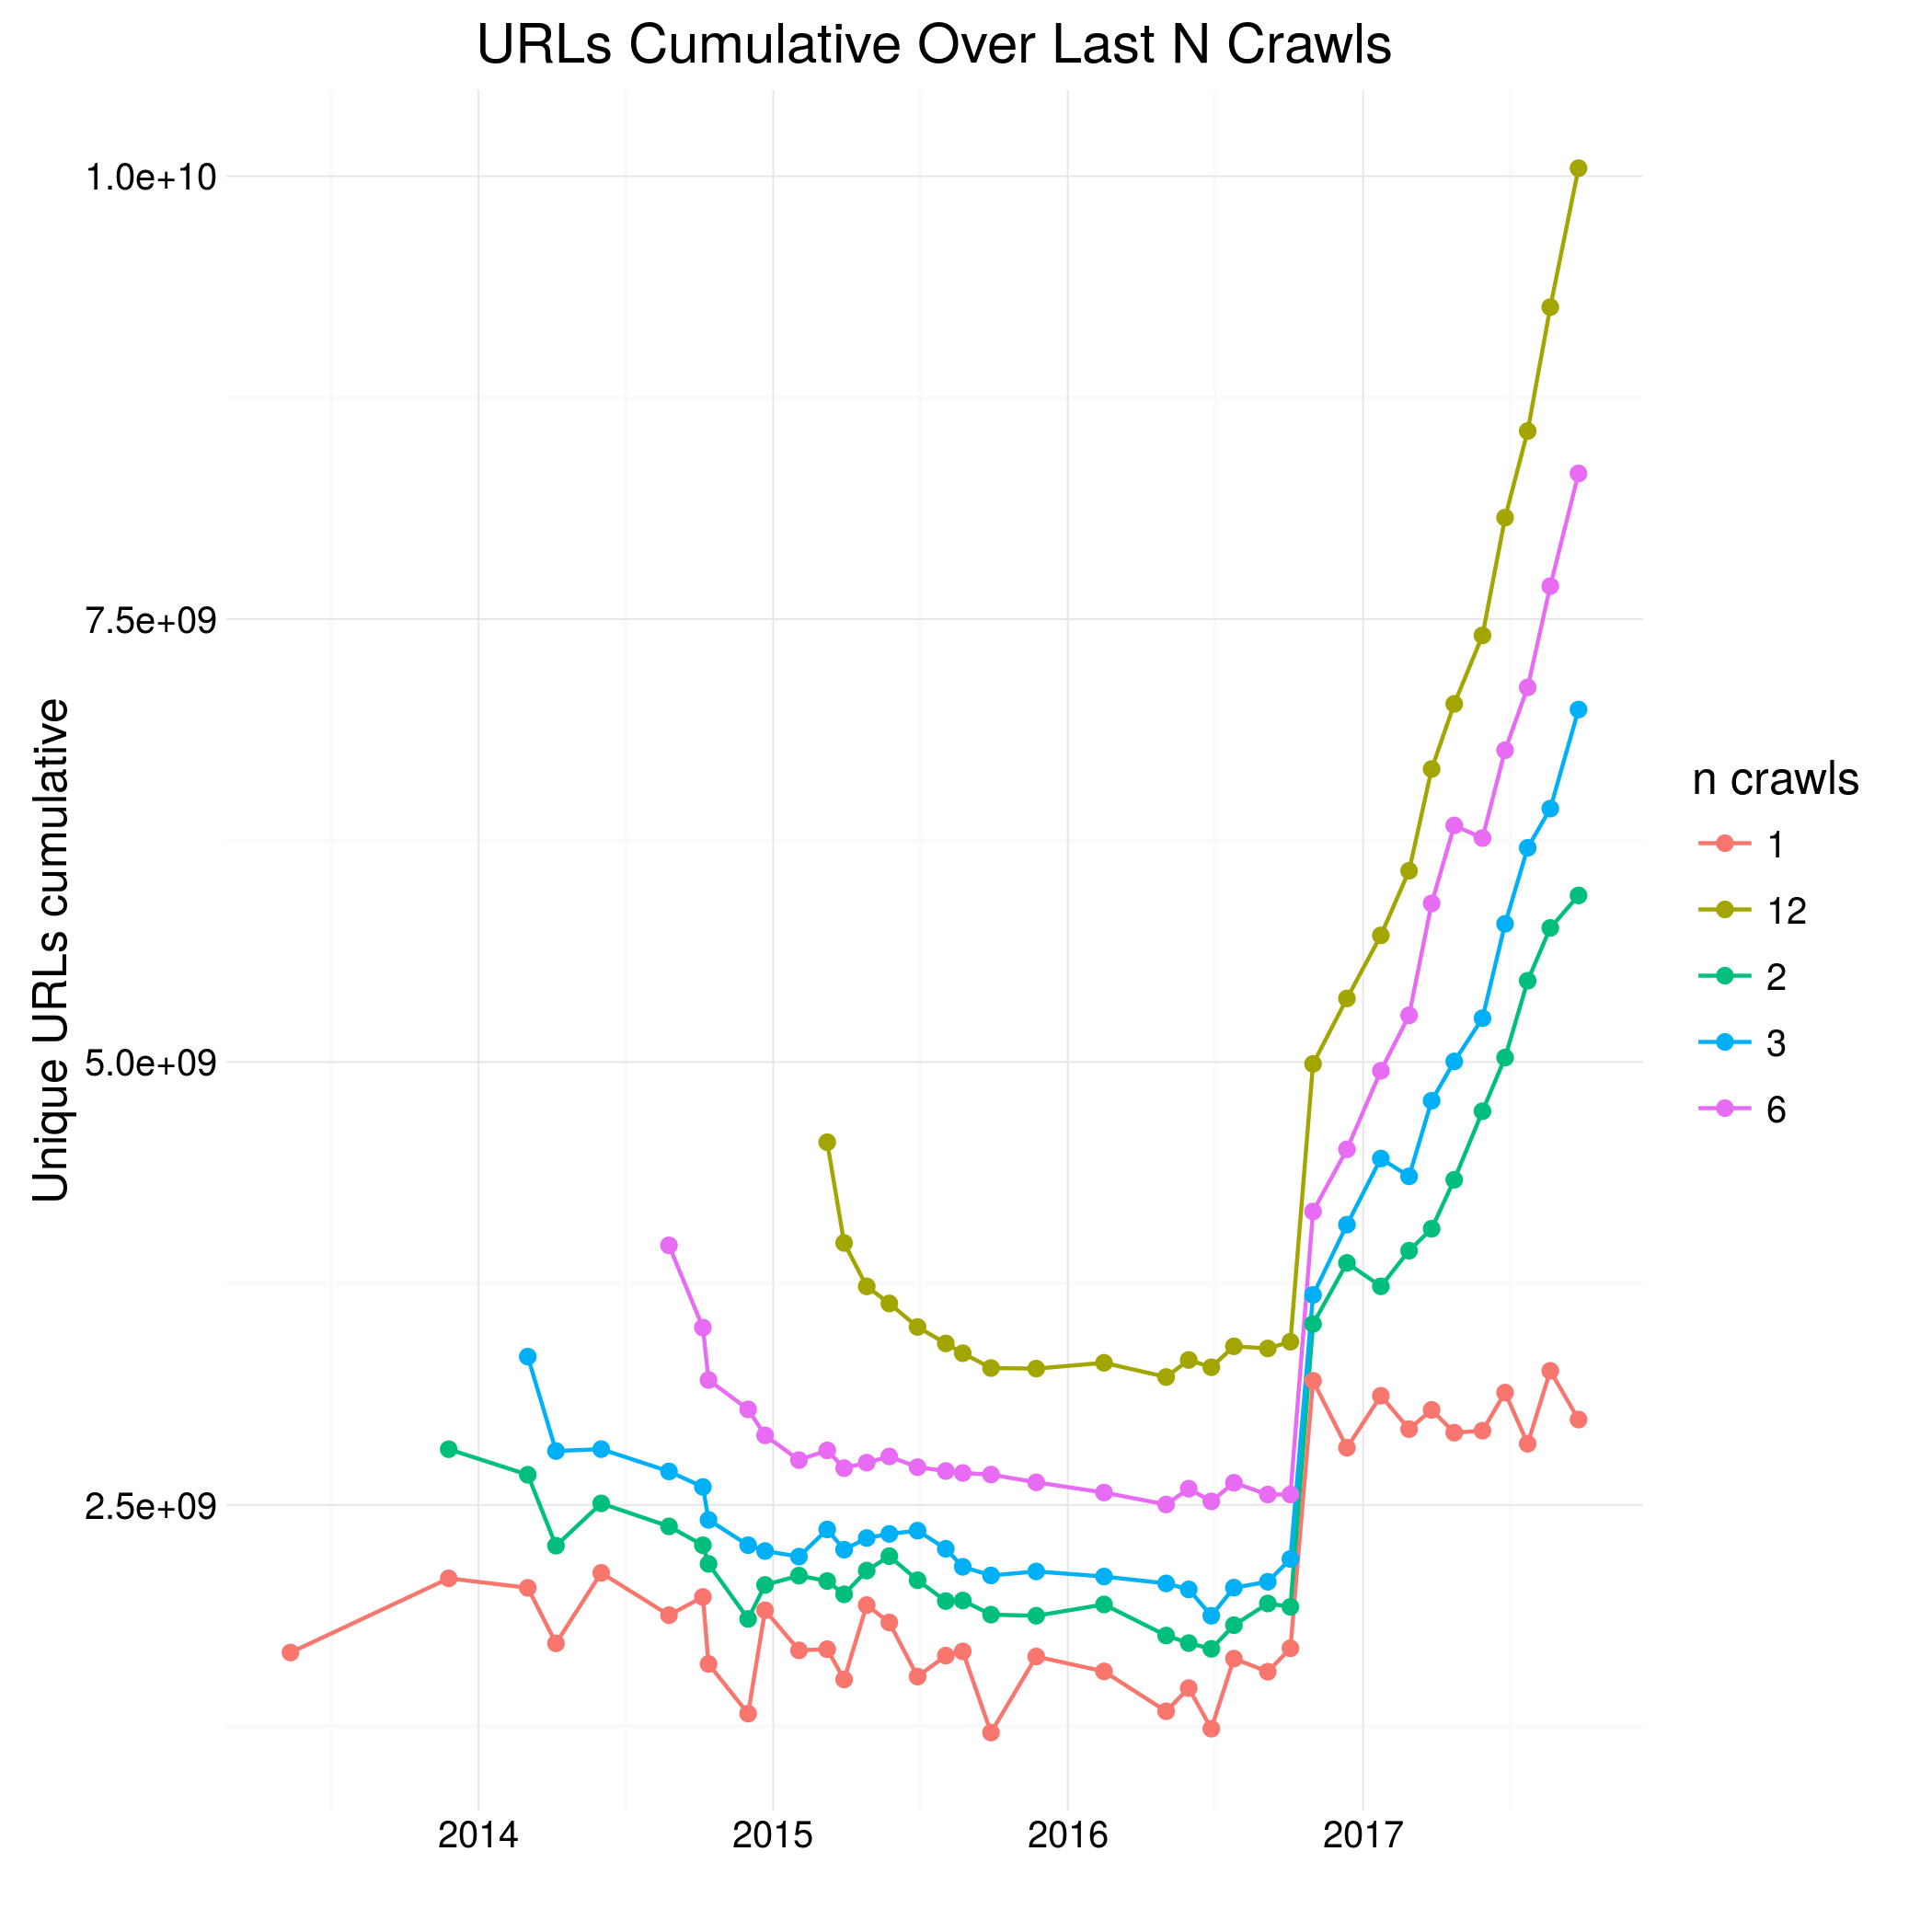 URLs Cumulative Over Last N Crawls
1.0e+10
7.5e+09
5.0e+09
2.5e+09
Unique URLs cumulative
2014
2015
2016
2017
n crawls
1
12
2
3
6